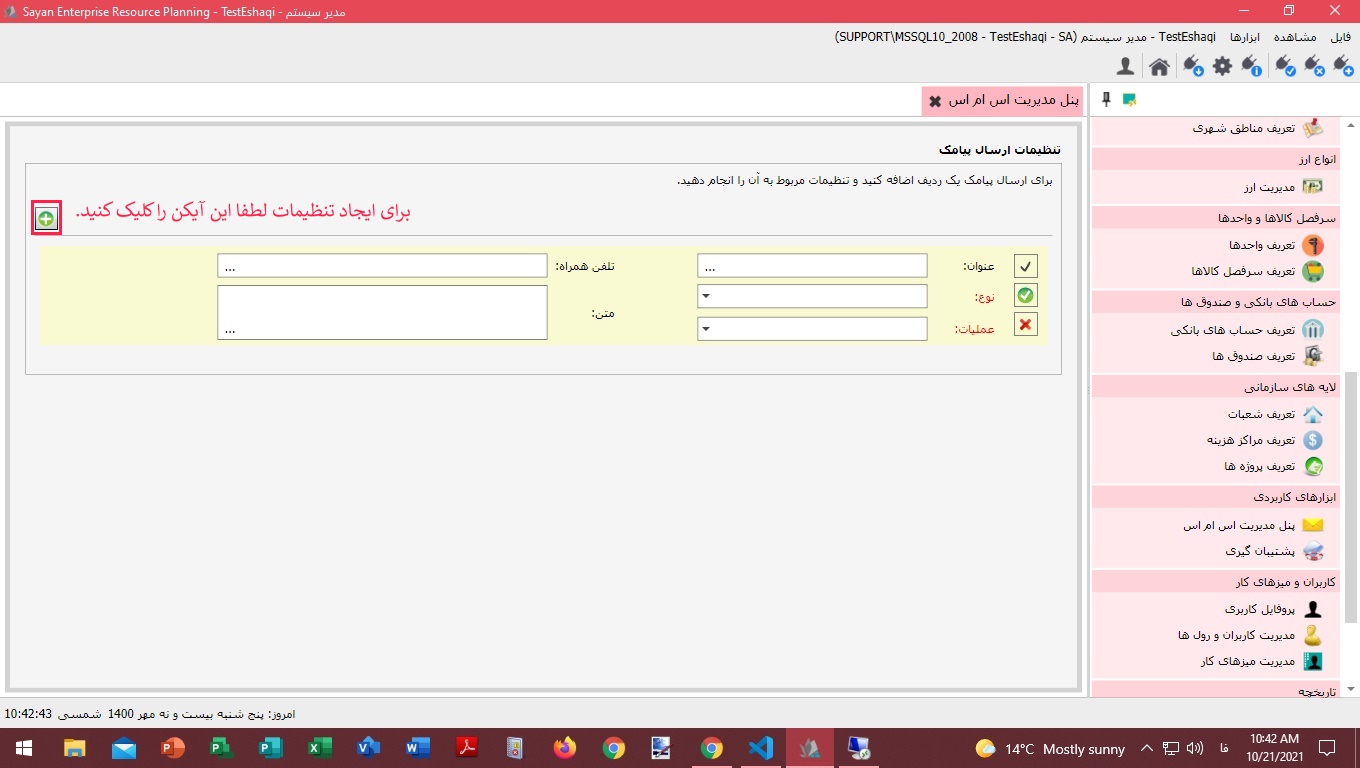 Sayan Enterprise Resource Planning - TestEshaqi - مدیر سیستم
فایل مشاهده ابزارها TestEshaqi - مدیر سیستم (SUPPORT\MSSQL10_2008 - TestEshaqi - SA)
پنل مدیریت اس ام اس
تنظیمات ارسال پیامک
برای ارسال پیامک یک ردیف اضافه کنید و تنظیمات مربوط به آن را انجام دهید.
برای ایجاد تنظیمات لطفا این آیکن را کلیک کنید.
عنوان: ... تلفن همراه: ...
نوع:
متن: ...
عملیات:
تعریف مناطق شهری
انواع ارز
مدیریت ارز
سرفصل کالاها و واحدها
تعریف واحدها
تعریف سرفصل کالاها
حساب های بانکی و صندوق ها
تعریف حساب های بانکی
تعریف صندوق ها
لایه های سازمانی
تعریف شعبات
تعریف مراکز هزینه
تعریف پروژه ها
ابزارهای کاربردی
پنل مدیریت اس ام اس
پشتیبان گیری
کاربران و میزهای کار
پروفایل کاربری
مدیریت کاربران و رول ها
مدیریت میزهای کار
تاریخچه
امروز: پنج شنبه بیست و نه مهر 1400 شمسی 10:42:43
14°C Mostly sunny
فا
10:42 AM
10/21/2021